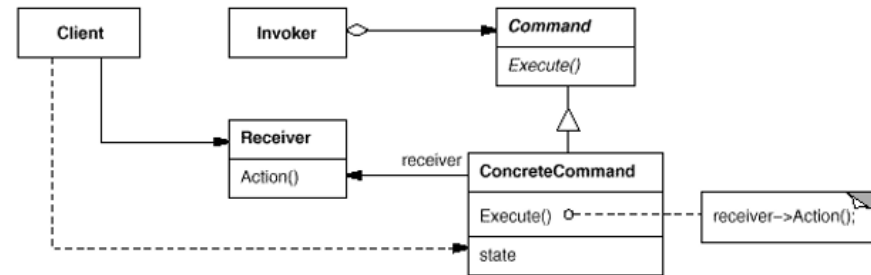 Client
Invoker
Command
Execute()
Receiver
Action()
receiver
ConcreteCommand
Execute()
receiver->Action();
state